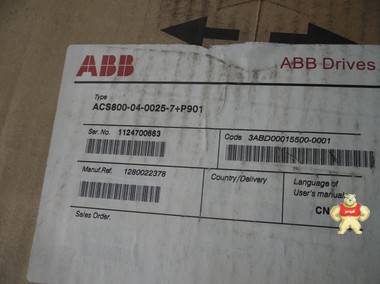 ABB
ABB Drives
Type
ACS800-04-0025-7+P901
Ser. No. 1124700683
Code 3ABD00015500-0001
Manuf.Ref. 1280022378
Country/Delivery
Language of
User's manual
CN
Sales Order.